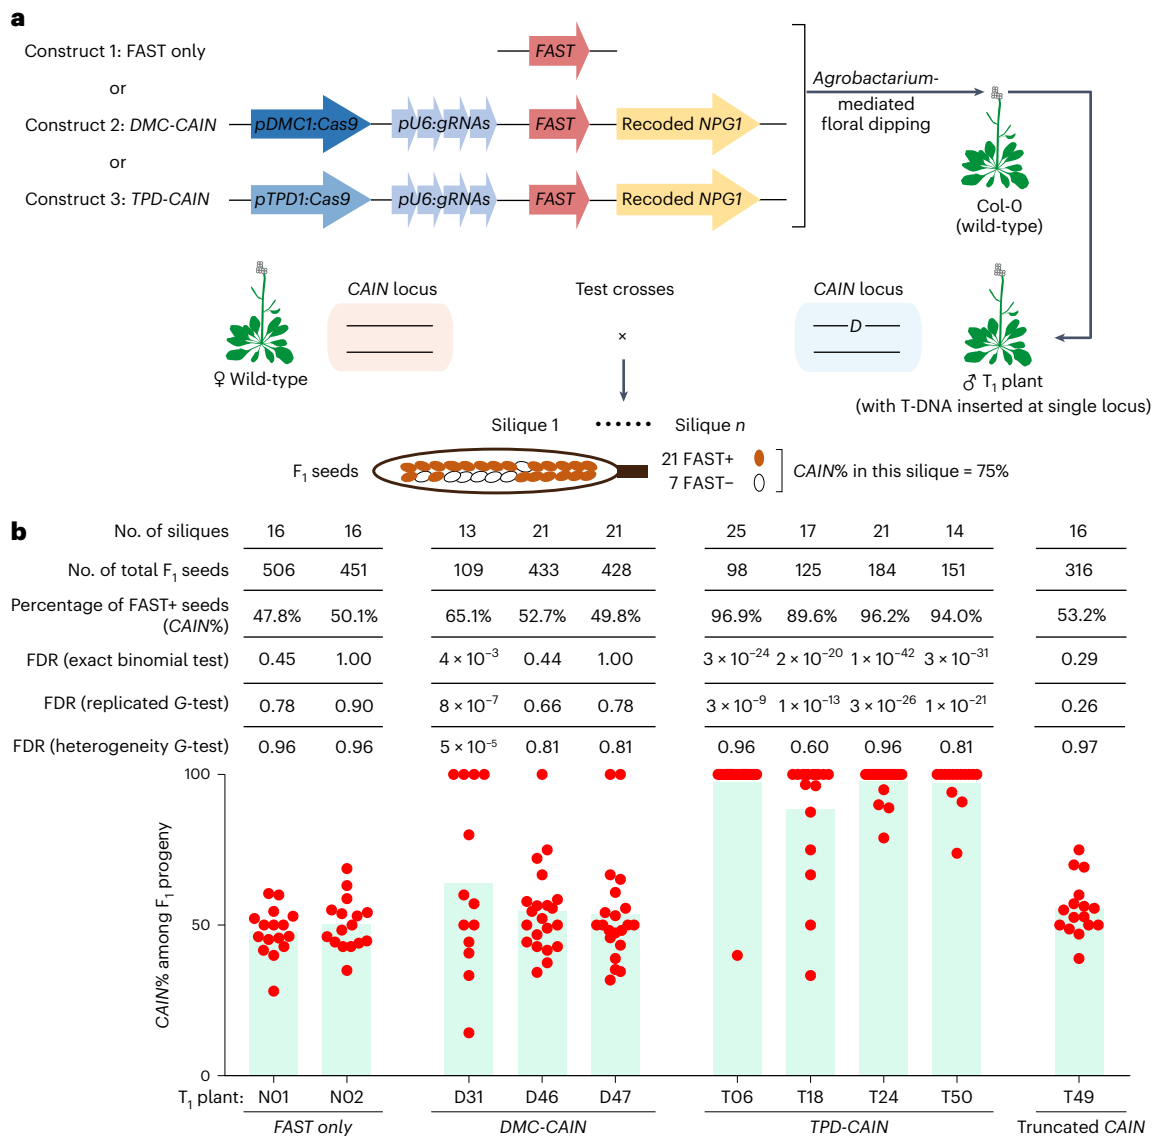 a
Construct 1: FAST only
FAST
or
Construct 2: DMC-CAIN
pDMC1:Cas9
pU6:gRNAs
FAST
Recoded NPG1
or
Construct 3: TPD-CAIN
pTPD1:Cas9
pU6:gRNAs
FAST
Recoded NPG1
Agrobactarium-
mediated
floral dipping
Col-0
(wild-type)
CAIN locus
Test crosses
CAIN locus
D
×
♀ Wild-type
♂ T1 plant
(with T-DNA inserted at single locus)
Silique 1 •••••• Silique n
F1 seeds
21 FAST+
7 FAST−
CAIN% in this silique = 75%
b
No. of siliques 16 16 13 21 21 25 17 21 14 16
No. of total F1 seeds 506 451 109 433 428 98 125 184 151 316
Percentage of FAST+ seeds
(CAIN%) 47.8% 50.1% 65.1% 52.7% 49.8% 96.9% 89.6% 96.2% 94.0% 53.2%
FDR (exact binomial test) 0.45 1.00 4 × 10−3 0.44 1.00 3 × 10−24 2 × 10−20 1 × 10−42 3 × 10−31 0.29
FDR (replicated G-test) 0.78 0.90 8 × 10−7 0.66 0.78 3 × 10−9 1 × 10−13 3 × 10−26 1 × 10−21 0.26
FDR (heterogeneity G-test) 0.96 0.96 5 × 10−5 0.81 0.81 0.96 0.60 0.96 0.81 0.97
CAIN% among F1 progeny
100
50
0
T1 plant: N01 N02 D31 D46 D47 T06 T18 T24 T50 T49
FAST only DMC-CAIN TPD-CAIN Truncated CAIN